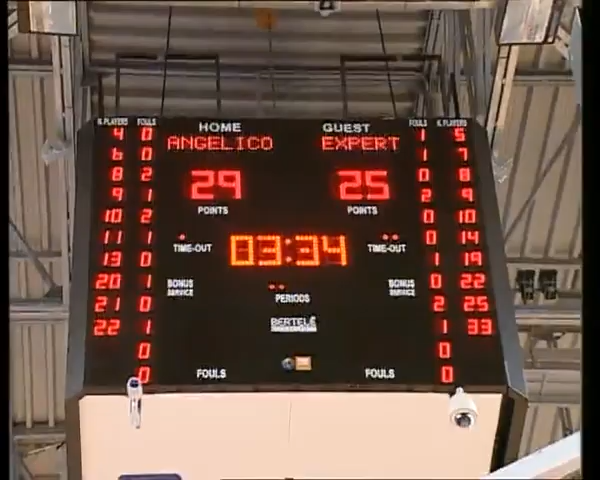 N.PLAYERS FOULS HOME GUEST FOULS N.PLAYERS
4 0 ANGELICO EXPERT 1 5
6 0 1 7
8 2 29 25 0 8
9 1 2 9
10 2 POINTS POINTS 0 10
11 1 0 14
13 0 TIME-OUT 03:34 TIME-OUT 1 19
20 1 BONUS SERVICE BONUS SERVICE 0 22
21 0 PERIODS 2 25
22 1 BERTELÉ 1 33
0 0
0 FOULS FOULS 0